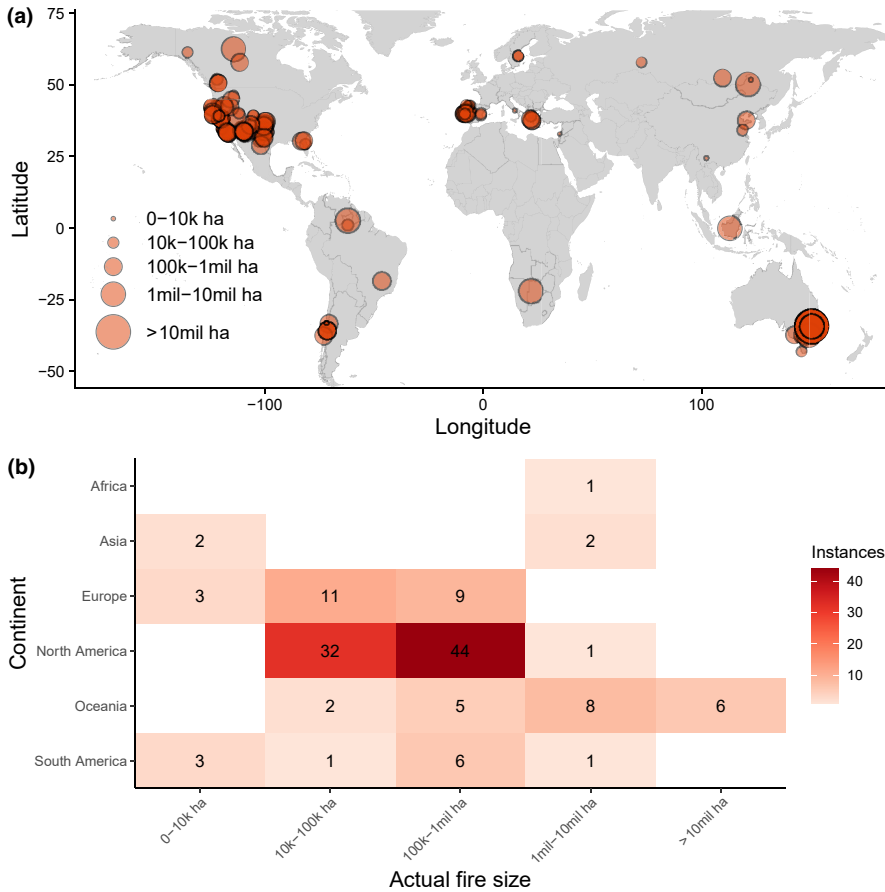 (a)
75
50
25
0
−25
−50
Latitude
0−10k ha
10k−100k ha
100k−1mil ha
1mil−10mil ha
>10mil ha
−100
0
100
Longitude
(b)
Continent
Africa
1
Asia
2
2
Europe
3
11
9
North America
32
44
1
Oceania
2
5
8
6
South America
3
1
6
1
0−10k ha
10k−100k ha
100k−1mil ha
1mil−10mil ha
>10mil ha
Actual fire size
Instances
40
30
20
10